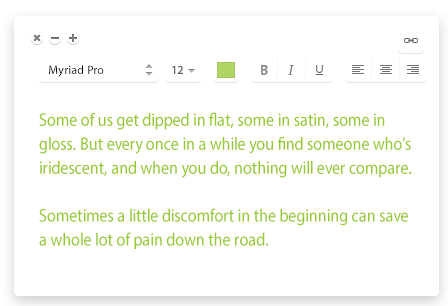 Myriad Pro 12 B I U
Some of us get dipped in flat, some in satin, some in
gloss. But every once in a while you find someone who's
iridescent, and when you do, nothing will ever compare.
Sometimes a little discomfort in the beginning can save
a whole lot of pain down the road.